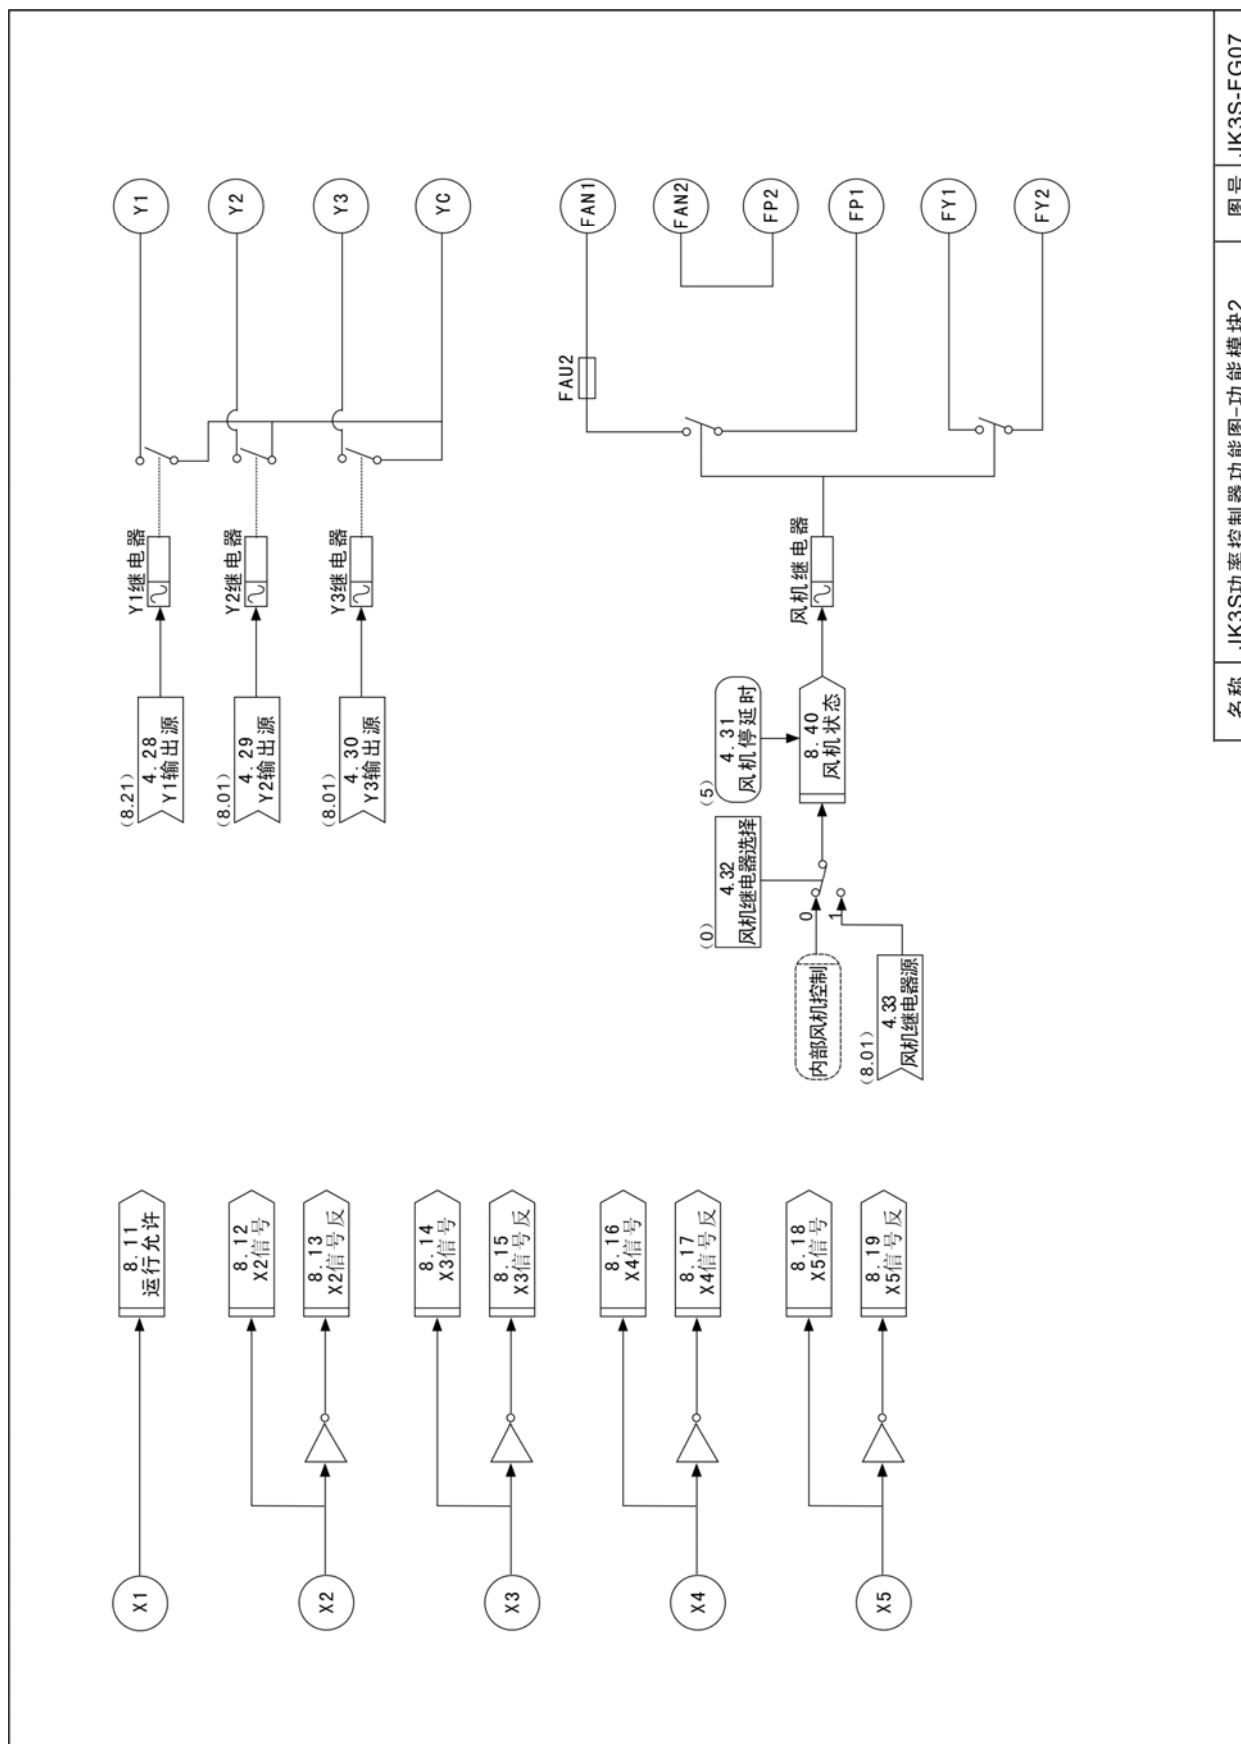 X1
8.11
运行允许
X2
8.12
X2信号
8.13
X2信号反
X3
8.14
X3信号
8.15
X3信号反
X4
8.16
X4信号
8.17
X4信号反
X5
8.18
X5信号
8.19
X5信号反
(8.21)
4.28
Y1输出源
Y1继电器
Y1
(8.01)
4.29
Y2输出源
Y2继电器
Y2
(8.01)
4.30
Y3输出源
Y3继电器
Y3
YC
(0)
4.32
风机继电器选择
(5)
4.31
风机停延时
内部风机控制
0
1
(8.01)
4.33
风机继电器源
8.40
风机状态
风机继电器
FAU2
FAN1
FAN2
FP2
FP1
FY1
FY2
名称
JK3S功率控制器功能图-功能模块2
图号
JK3S-FG07